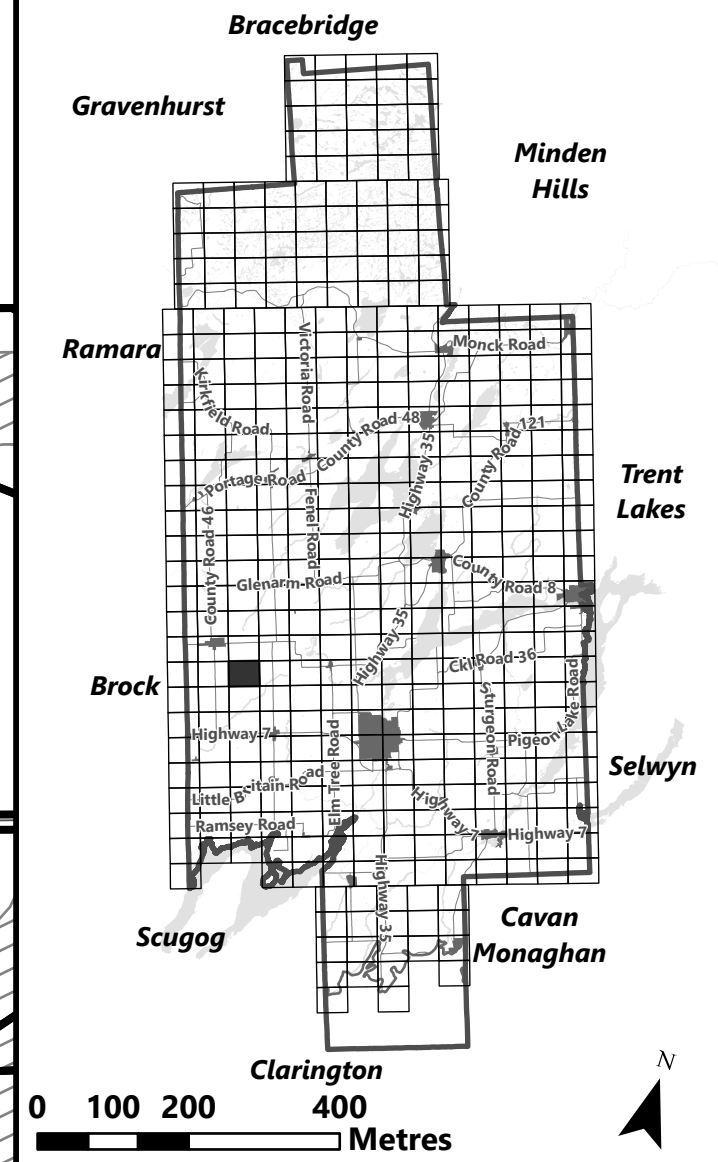 Bracebridge
Gravenhurst
Minden
Hills
Ramara
Monck Road
Victoria Road
Kirkfield Road
County Road 48
County Road 121
Highway 35
Portage Road
Trent
Lakes
Fenel Road
County Road 46
Glenarm Road
County Road 8
Highway 35
Ckl Road 36
Brock
Sturgeon Road
Pigeon Lake Road
Highway 7
Elm Tree Road
Selwyn
Little Britain Road
Highway 7
Ramsey Road
Highway 7
Highway 35
Scugog
Cavan
Monaghan
Clarington
N
0 100 200 400
Metres